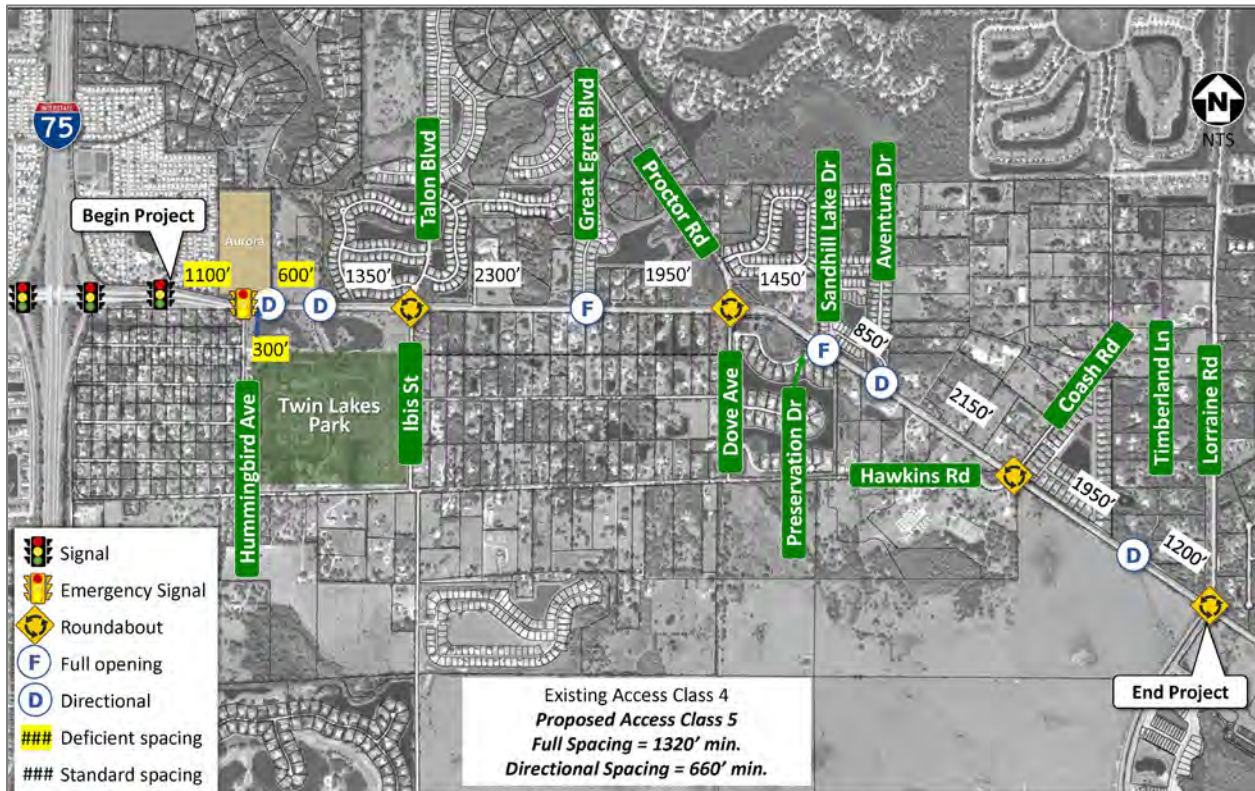 INTERSTATE
75
N
NTS
Begin Project
Aurora
Talon Blvd
Great Egret Blvd
Proctor Rd
Sandhill Lake Dr
Aventura Dr
1100'
600'
1350'
2300'
1950'
1450'
D
D
F
300'
850'
F
D
Hummingbird Ave
Twin Lakes
Park
Ibis St
Dove Ave
Preservation Dr
2150'
Coash Rd
Timberland Ln
Lorraine Rd
Hawkins Rd
1950'
D
1200'
End Project
Signal
Emergency Signal
Roundabout
F Full opening
D Directional
### Deficient spacing
### Standard spacing
Existing Access Class 4
Proposed Access Class 5
Full Spacing = 1320' min.
Directional Spacing = 660' min.